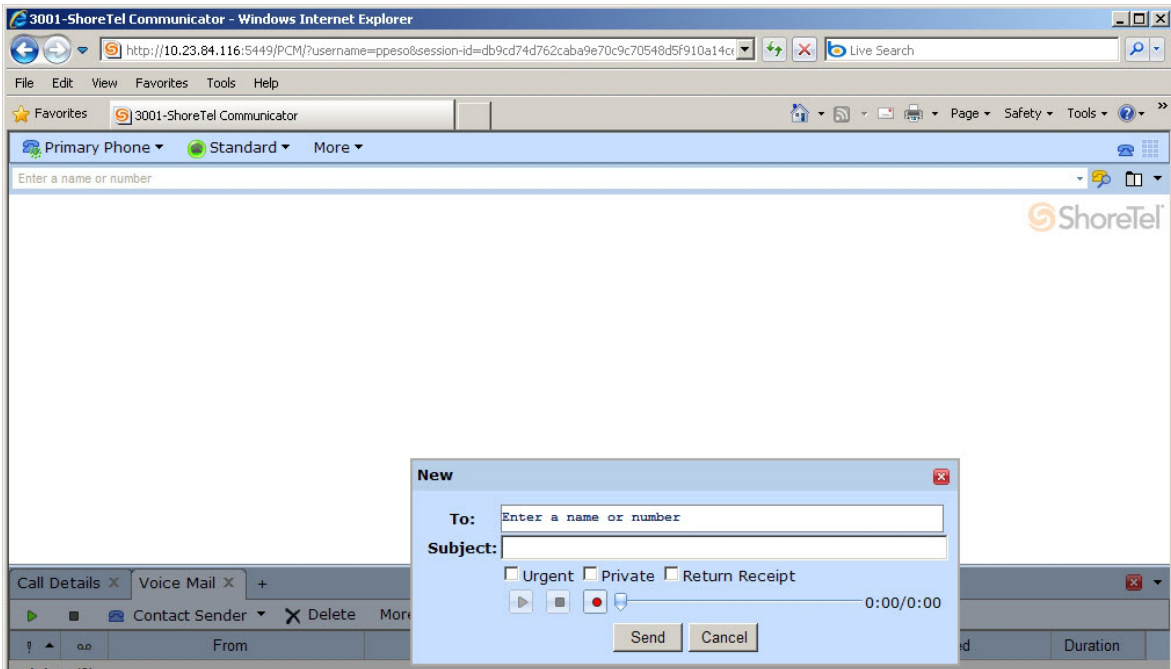 3001-ShoreTel Communicator - Windows Internet Explorer
http://10.23.84.116:5449/PCM/?username=ppeso&session-id=db9cd74d762caba9e70c9c70548d5f910a14ce
Live Search
File Edit View Favorites Tools Help
Favorites 3001-ShoreTel Communicator Page Safety Tools »
Primary Phone Standard More
Enter a name or number
ShoreTel
New
To: Enter a name or number
Subject:
Urgent Private Return Receipt
0:00/0:00
Send Cancel
Call Details X Voice Mail X +
Contact Sender Delete More
From Duration